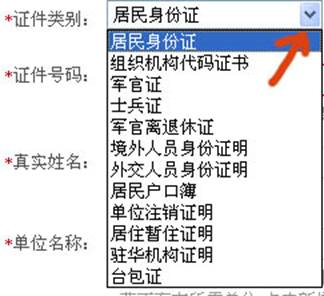 *证件类别： 居民身份证
居民身份证
组织机构代码证书
*证件号码：
军官证
士兵证
军官离退休证
境外人员身份证明
*真实姓名：
外交人员身份证明
居民户口簿
单位注销证明
*单位名称：
居住暂住证明
驻华机构证明
台包证